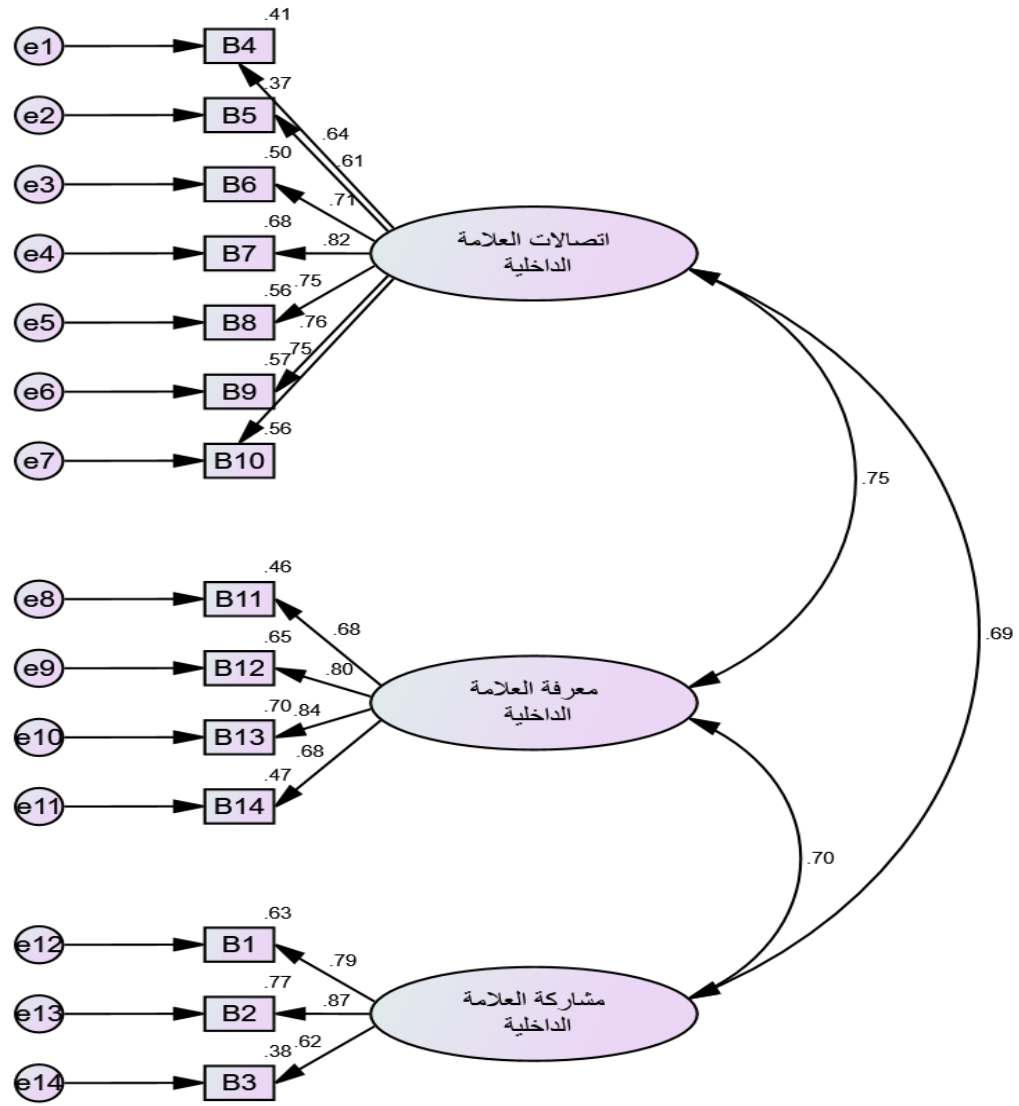 .41
e1
B4
.37
e2
B5
.64
.50
.61
e3
B6
.71
.68
e4
B7
.82
اتصالات العلامة
الداخلية
.56
.75
e5
B8
.76
.57
.75
e6
B9
.56
e7
B10
.75
.46
e8
B11
.68
.69
.65
e9
B12
.80
معرفة العلامة
الداخلية
.70
.84
e10
B13
.68
.47
e11
B14
.70
.63
e12
B1
.79
.77
e13
B2
.87
مشاركة العلامة
الداخلية
.38
.62
e14
B3